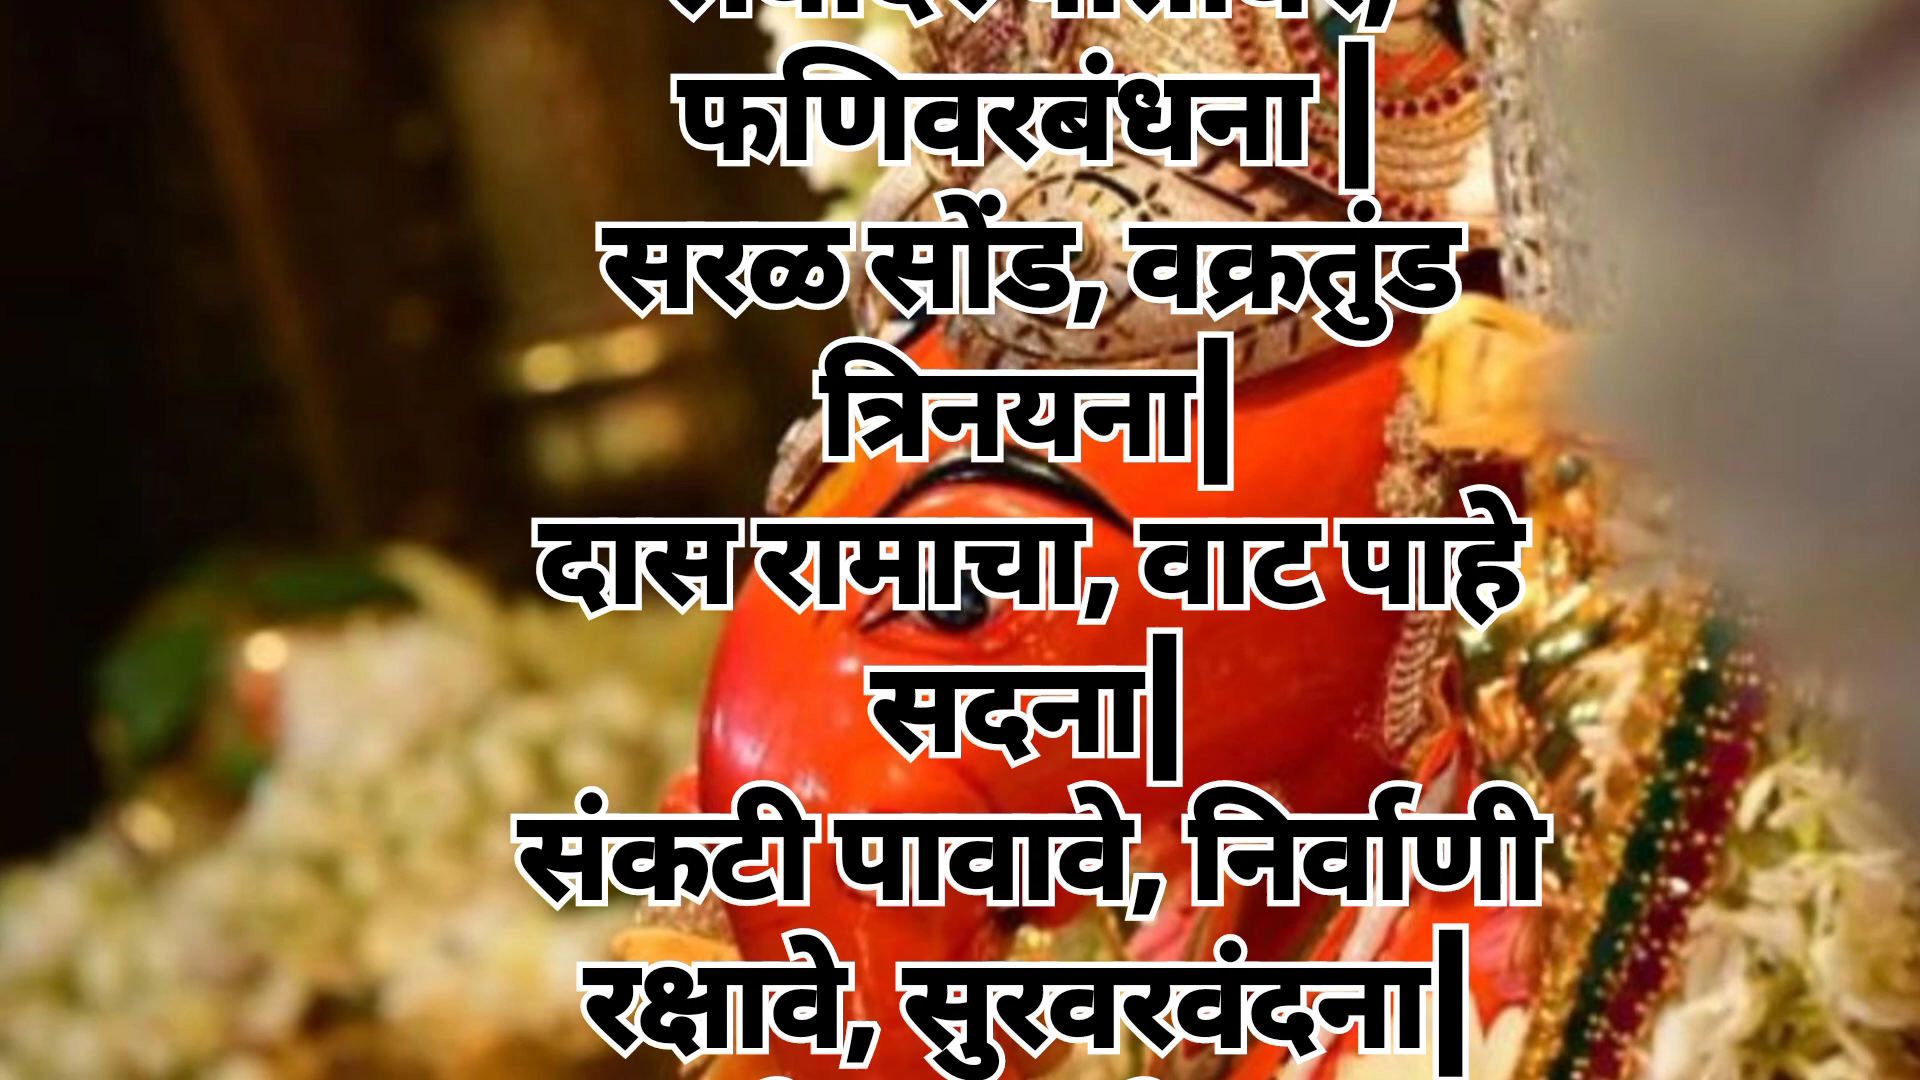 फणिवरबंधना |
सरळ सोंड, वक्रतुंड
त्रिनयना|
दास रामाचा, वाट पाहे
सदना|
संकटी पावावे, निर्वाणी
रक्षावे, सुरवरवंदना|